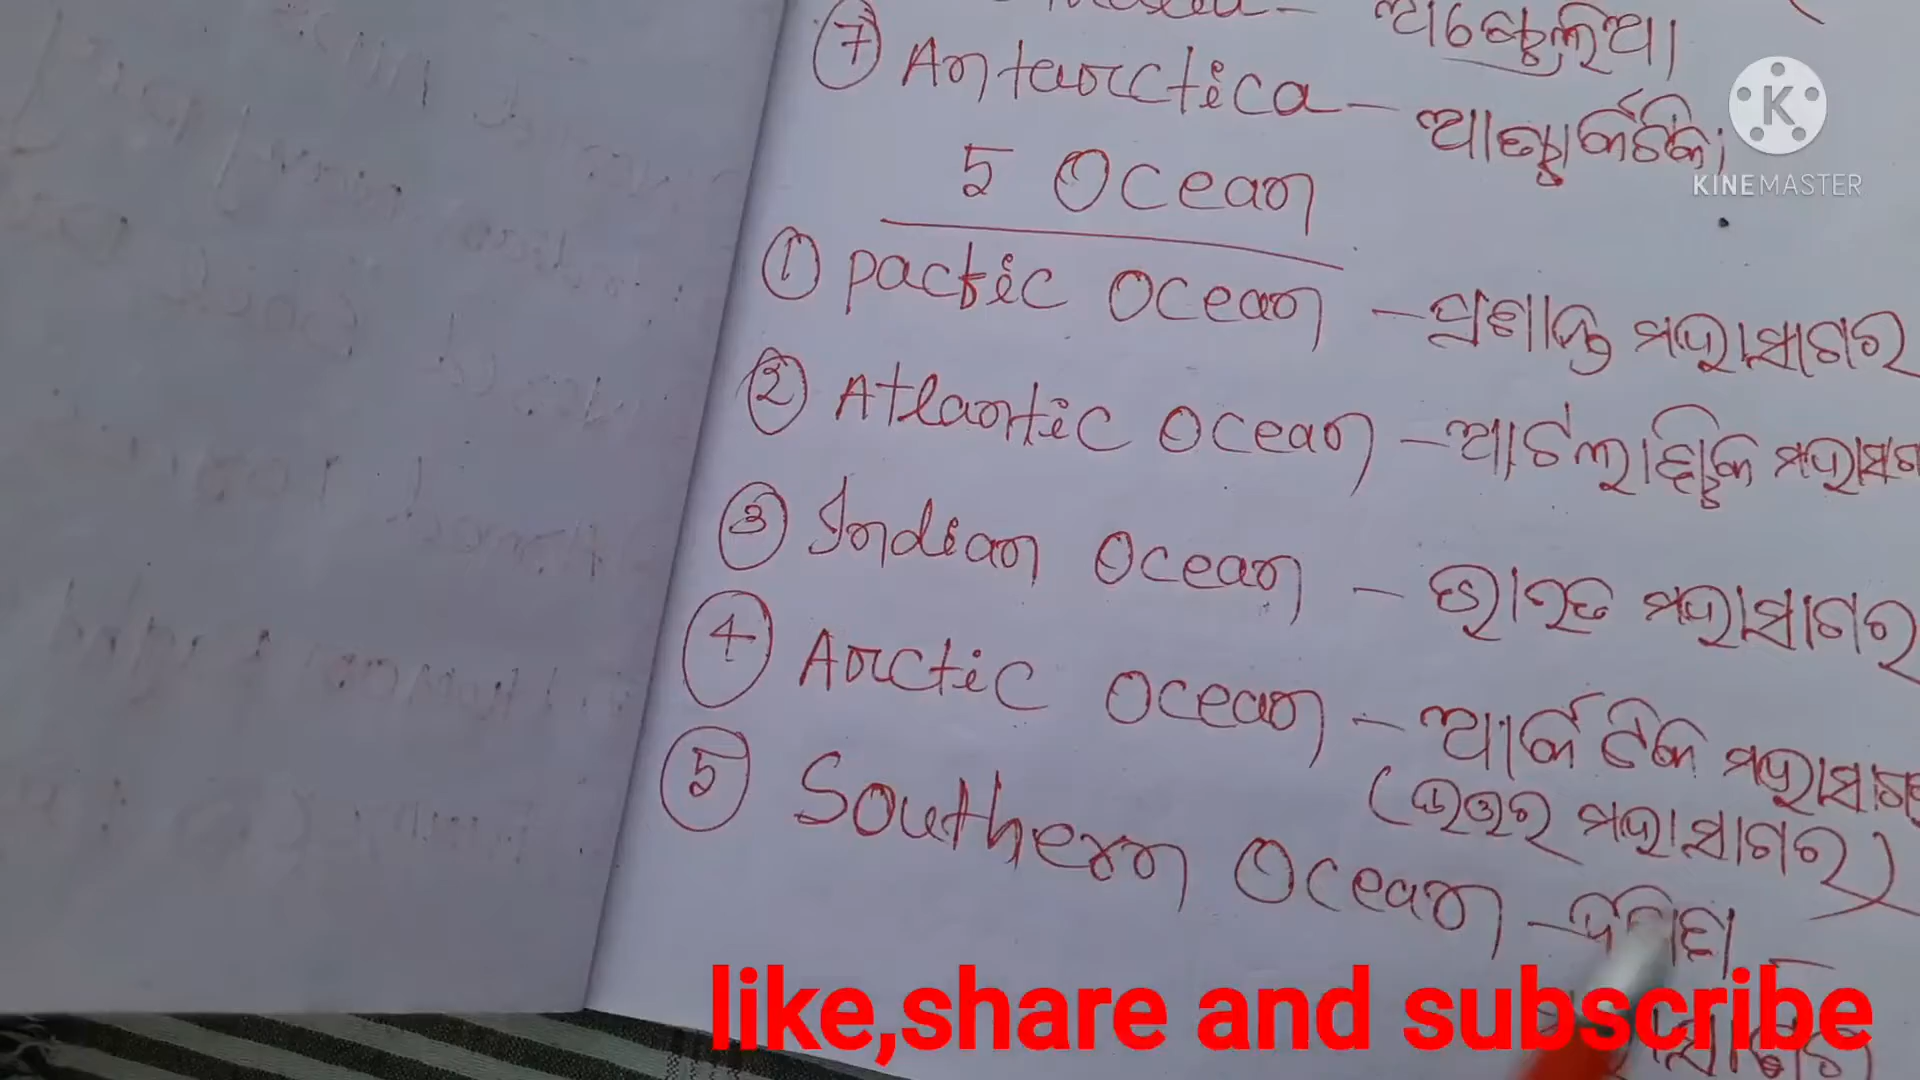 ଅଷ୍ଟ୍ରେଲିଆ।
⑦ Antarctica – ଆଣ୍ଟାର୍କଟିକା
5 Ocean
① Pacfic Ocean – ପ୍ରଶାନ୍ତ ମହାସାଗର
② Atlantic Ocean – ଆଟଲାଣ୍ଟିକ ମହାସାଗ
③ Indian Ocean – ଭାରତ ମହାସାଗର
④ Arctic Ocean – ଆର୍କଟିକ ମହାସାଗର
(ଉତ୍ତର ମହାସାଗର)
⑤ Southern Ocean –
K
KINEMASTER
like,share and subscribe